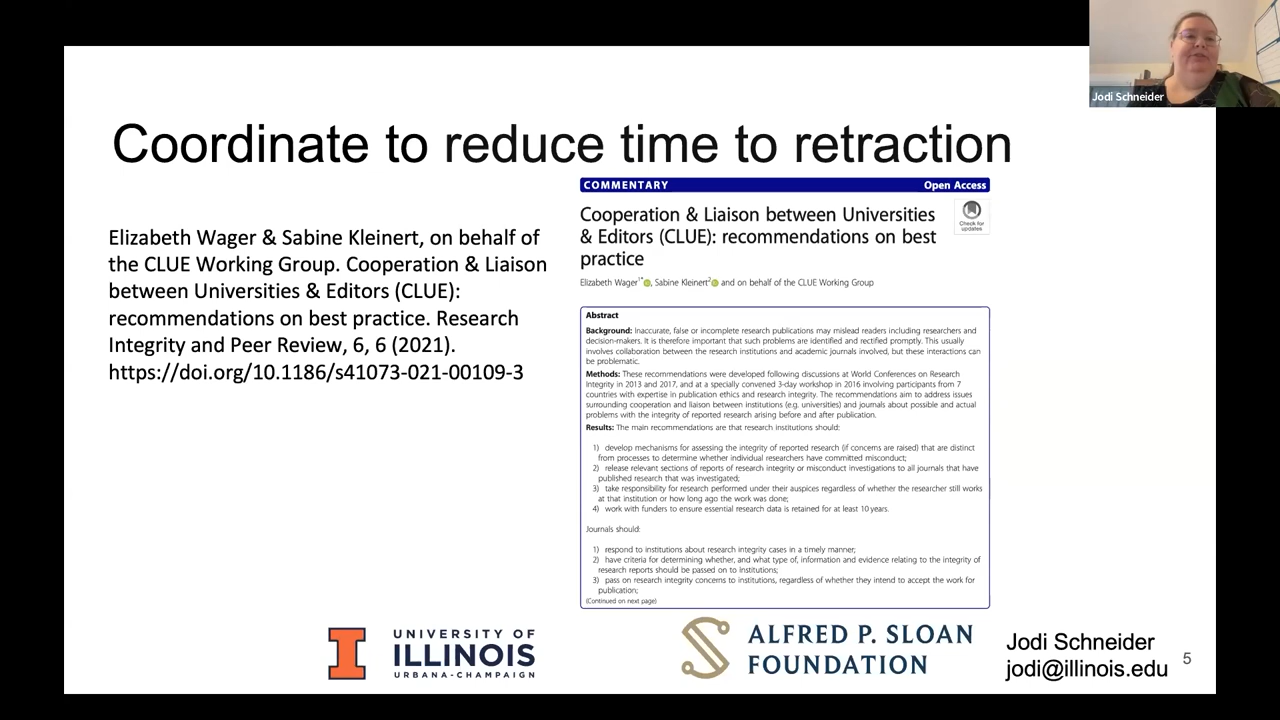 Jodi Schneider
Coordinate to reduce time to retraction
Elizabeth Wager & Sabine Kleinert, on behalf of
the CLUE Working Group. Cooperation & Liaison
between Universities & Editors (CLUE):
recommendations on best practice. Research
Integrity and Peer Review, 6, 6 (2021).
https://doi.org/10.1186/s41073-021-00109-3
COMMENTARY Open Access
Cooperation & Liaison between Universities
& Editors (CLUE): recommendations on best
practice
Check for
updates
Elizabeth Wager1*, Sabine Kleinert2 and on behalf of the CLUE Working Group
Abstract
Background: Inaccurate, false or incomplete research publications may mislead readers including researchers and
decision-makers. It is therefore important that such problems are identified and rectified promptly. This usually
involves collaboration between the research institutions and academic journals involved, but these interactions can
be problematic.
Methods: These recommendations were developed following discussions at World Conferences on Research
Integrity in 2013 and 2017, and at a specially convened 3-day workshop in 2016 involving participants from 7
countries with expertise in publication ethics and research integrity. The recommendations aim to address issues
surrounding cooperation and liaison between institutions (e.g. universities) and journals about possible and actual
problems with the integrity of reported research arising before and after publication.
Results: The main recommendations are that research institutions should:
1) develop mechanisms for assessing the integrity of reported research (if concerns are raised) that are distinct
from processes to determine whether individual researchers have committed misconduct;
2) release relevant sections of reports of research integrity or misconduct investigations to all journals that have
published research that was investigated;
3) take responsibility for research performed under their auspices regardless of whether the researcher still works
at that institution or how long ago the work was done;
4) work with funders to ensure essential research data is retained for at least 10 years.
Journals should:
1) respond to institutions about research integrity cases in a timely manner;
2) have criteria for determining whether, and what type of, information and evidence relating to the integrity of
research reports should be passed on to institutions;
3) pass on research integrity concerns to institutions, regardless of whether they intend to accept the work for
publication;
(Continued on next page)
UNIVERSITY OF
ILLINOIS
URBANA-CHAMPAIGN
ALFRED P. SLOAN
FOUNDATION
Jodi Schneider
jodi@illinois.edu
5